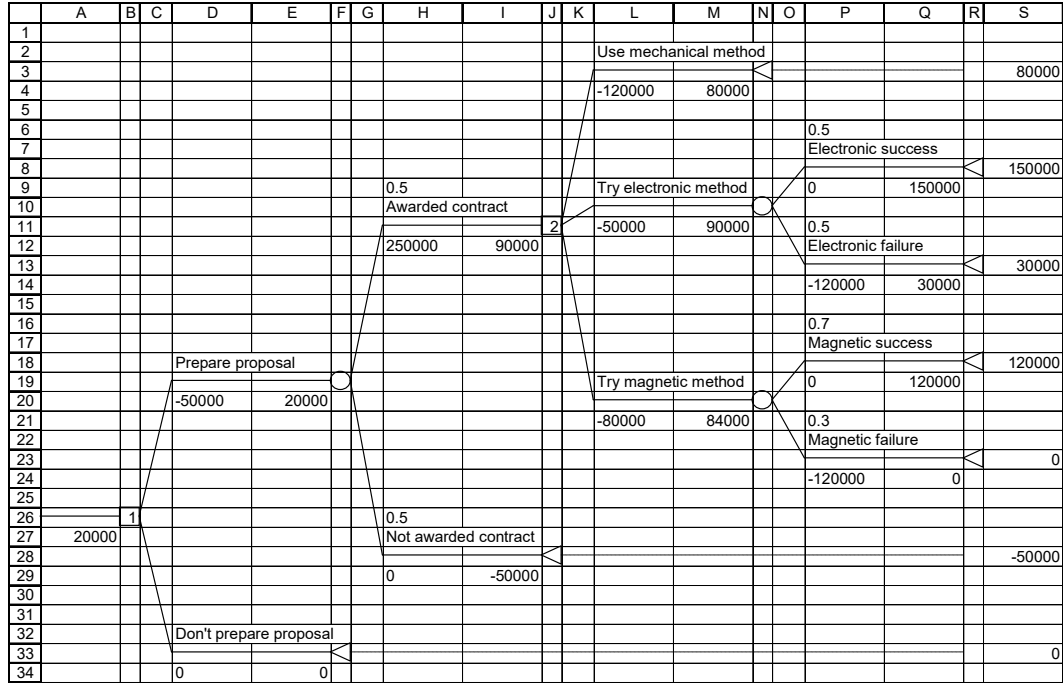 A B C D E F G H I J K L M N O P Q R S
1
2 Use mechanical method
3 80000
4 -120000 80000
5
6 0.5
7 Electronic success
8 150000
9 0.5 Try electronic method 0 150000
10 Awarded contract
11 2 -50000 90000 0.5
12 250000 90000 Electronic failure
13 30000
14 -120000 30000
15
16 0.7
17 Magnetic success
18 Prepare proposal 120000
19 Try magnetic method 0 120000
20 -50000 20000
21 -80000 84000 0.3
22 Magnetic failure
23 0
24 -120000 0
25
26 1 0.5
27 20000 Not awarded contract
28 -50000
29 0 -50000
30
31
32 Don't prepare proposal
33 0
34 0 0